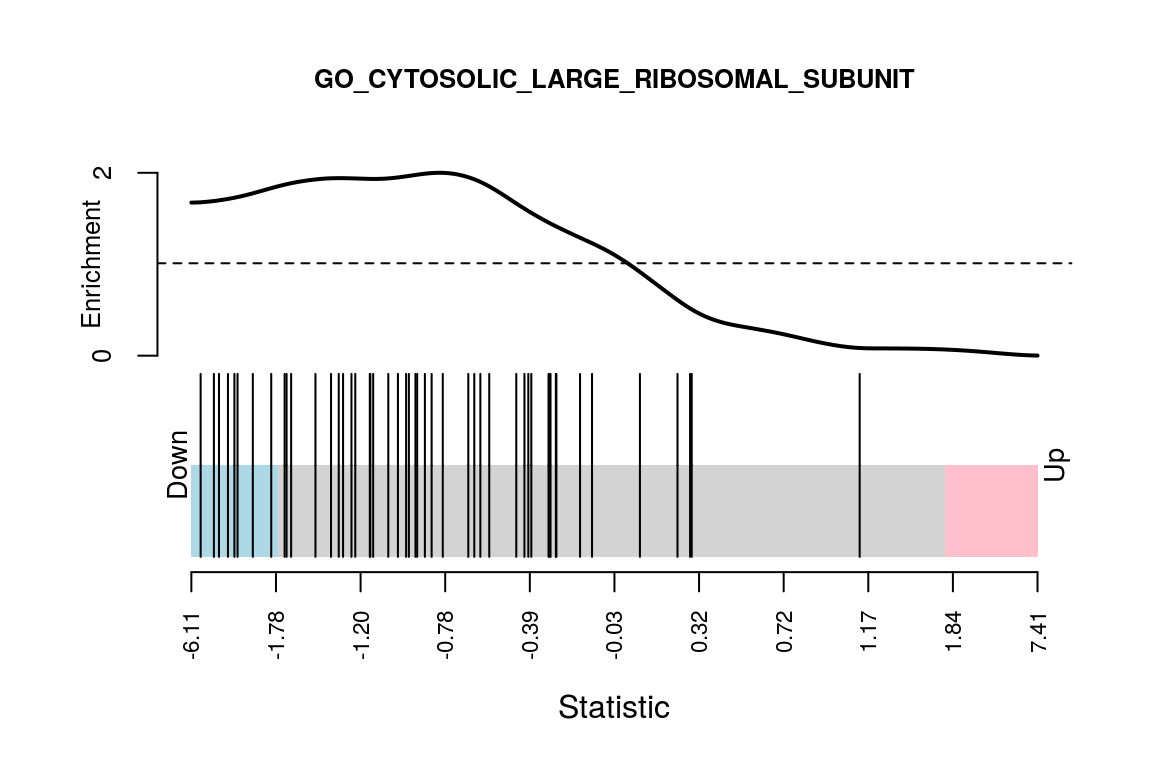 GO_CYTOSOLIC_LARGE_RIBOSOMAL_SUBUNIT
2
Enrichment
0
Down
Up
-6.11
-1.78
-1.20
-0.78
-0.39
-0.03
0.32
0.72
1.17
1.84
7.41
Statistic